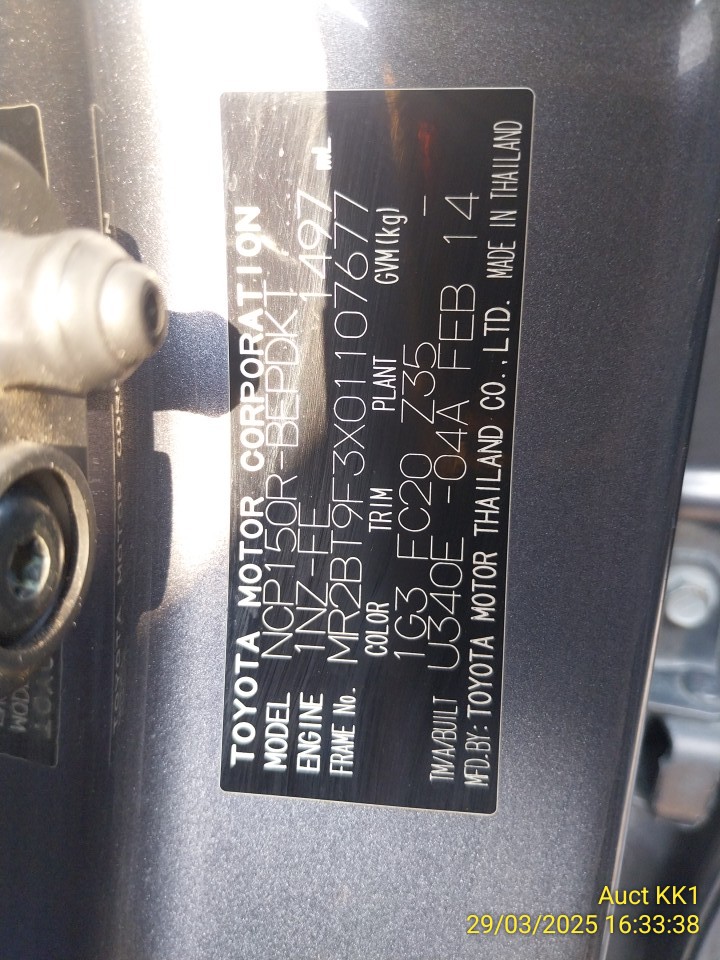 TOYOTA MOTOR CORPORATION
MODEL NCP150R-BEPDKT
ENGINE 1NZ-FE 1497 mL
FRAME No. MR2BT9F3X01107677
COLOR TRIM PLANT GVM(kg)
1G3 FC20 Z35 -
TM/A/BUILT U340E -04A FEB 14
MFD.BY: TOYOTA MOTOR THAILAND CO.,LTD. MADE IN THAILAND
Auct KK1
29/03/2025 16:33:38